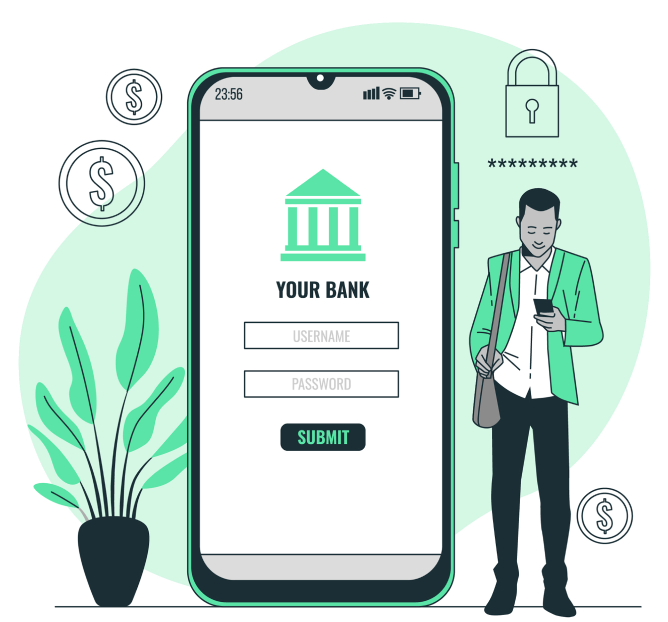 23:56
*********
YOUR BANK
USERNAME
PASSWORD
SUBMIT
$
$
$